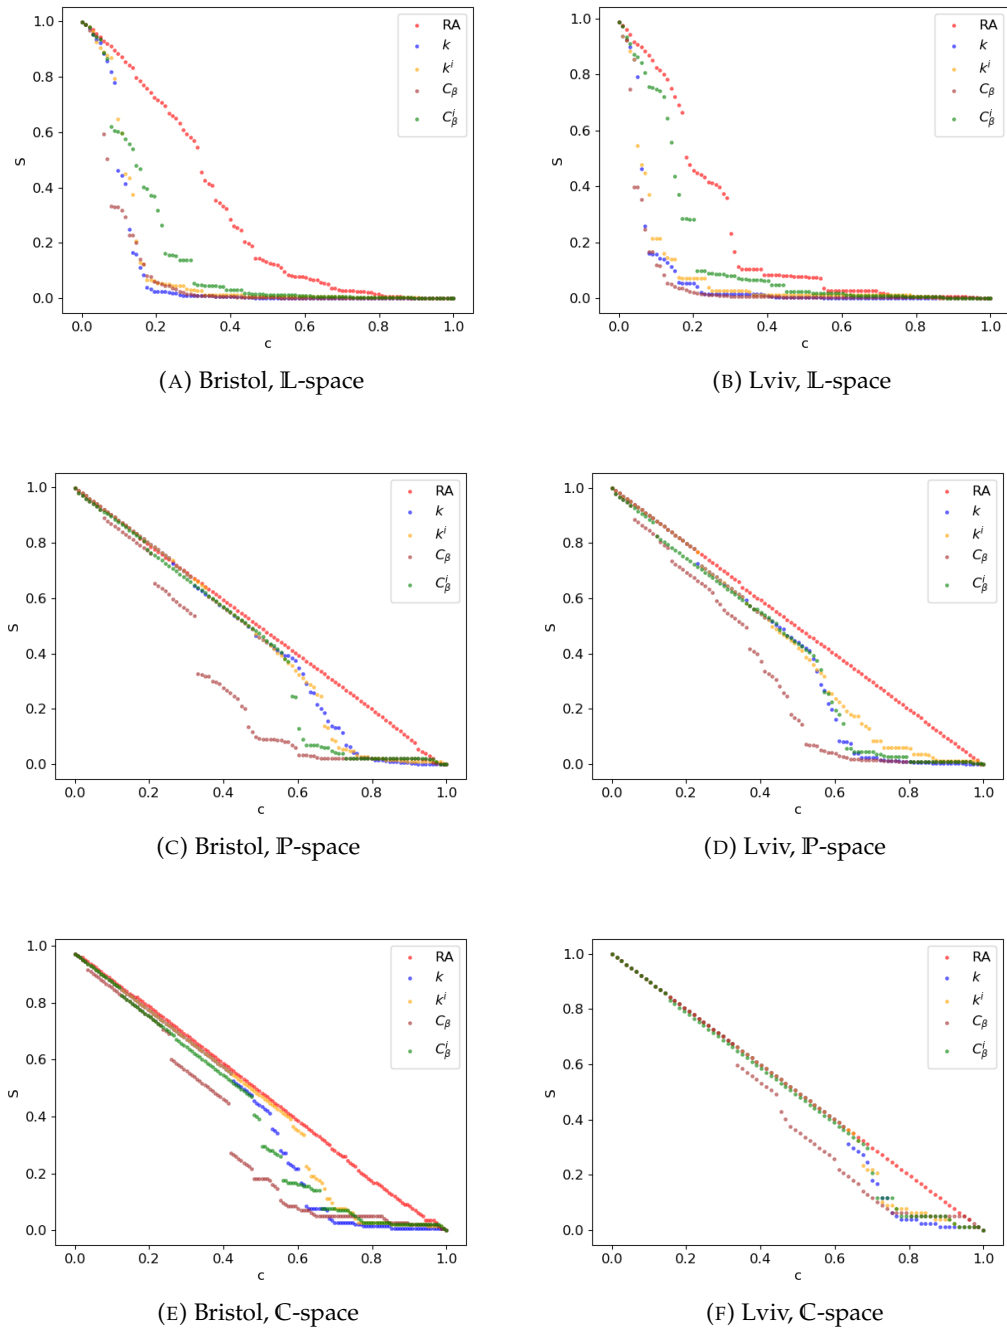 1.0
0.8
0.6
0.4
0.2
0.0
S
0.0 0.2 0.4 0.6 0.8 1.0
c
RA
k
k^i
C_β
C_β^i
(A) Bristol, 𝕃-space
1.0
0.8
0.6
0.4
0.2
0.0
S
0.0 0.2 0.4 0.6 0.8 1.0
c
RA
k
k^i
C_β
C_β^i
(B) Lviv, 𝕃-space
1.0
0.8
0.6
0.4
0.2
0.0
S
0.0 0.2 0.4 0.6 0.8 1.0
c
RA
k
k^i
C_β
C_β^i
(C) Bristol, ℙ-space
1.0
0.8
0.6
0.4
0.2
0.0
S
0.0 0.2 0.4 0.6 0.8 1.0
c
RA
k
k^i
C_β
C_β^i
(D) Lviv, ℙ-space
1.0
0.8
0.6
0.4
0.2
0.0
S
0.0 0.2 0.4 0.6 0.8 1.0
c
RA
k
k^i
C_β
C_β^i
(E) Bristol, ℂ-space
1.0
0.8
0.6
0.4
0.2
0.0
S
0.0 0.2 0.4 0.6 0.8 1.0
c
RA
k
k^i
C_β
C_β^i
(F) Lviv, ℂ-space